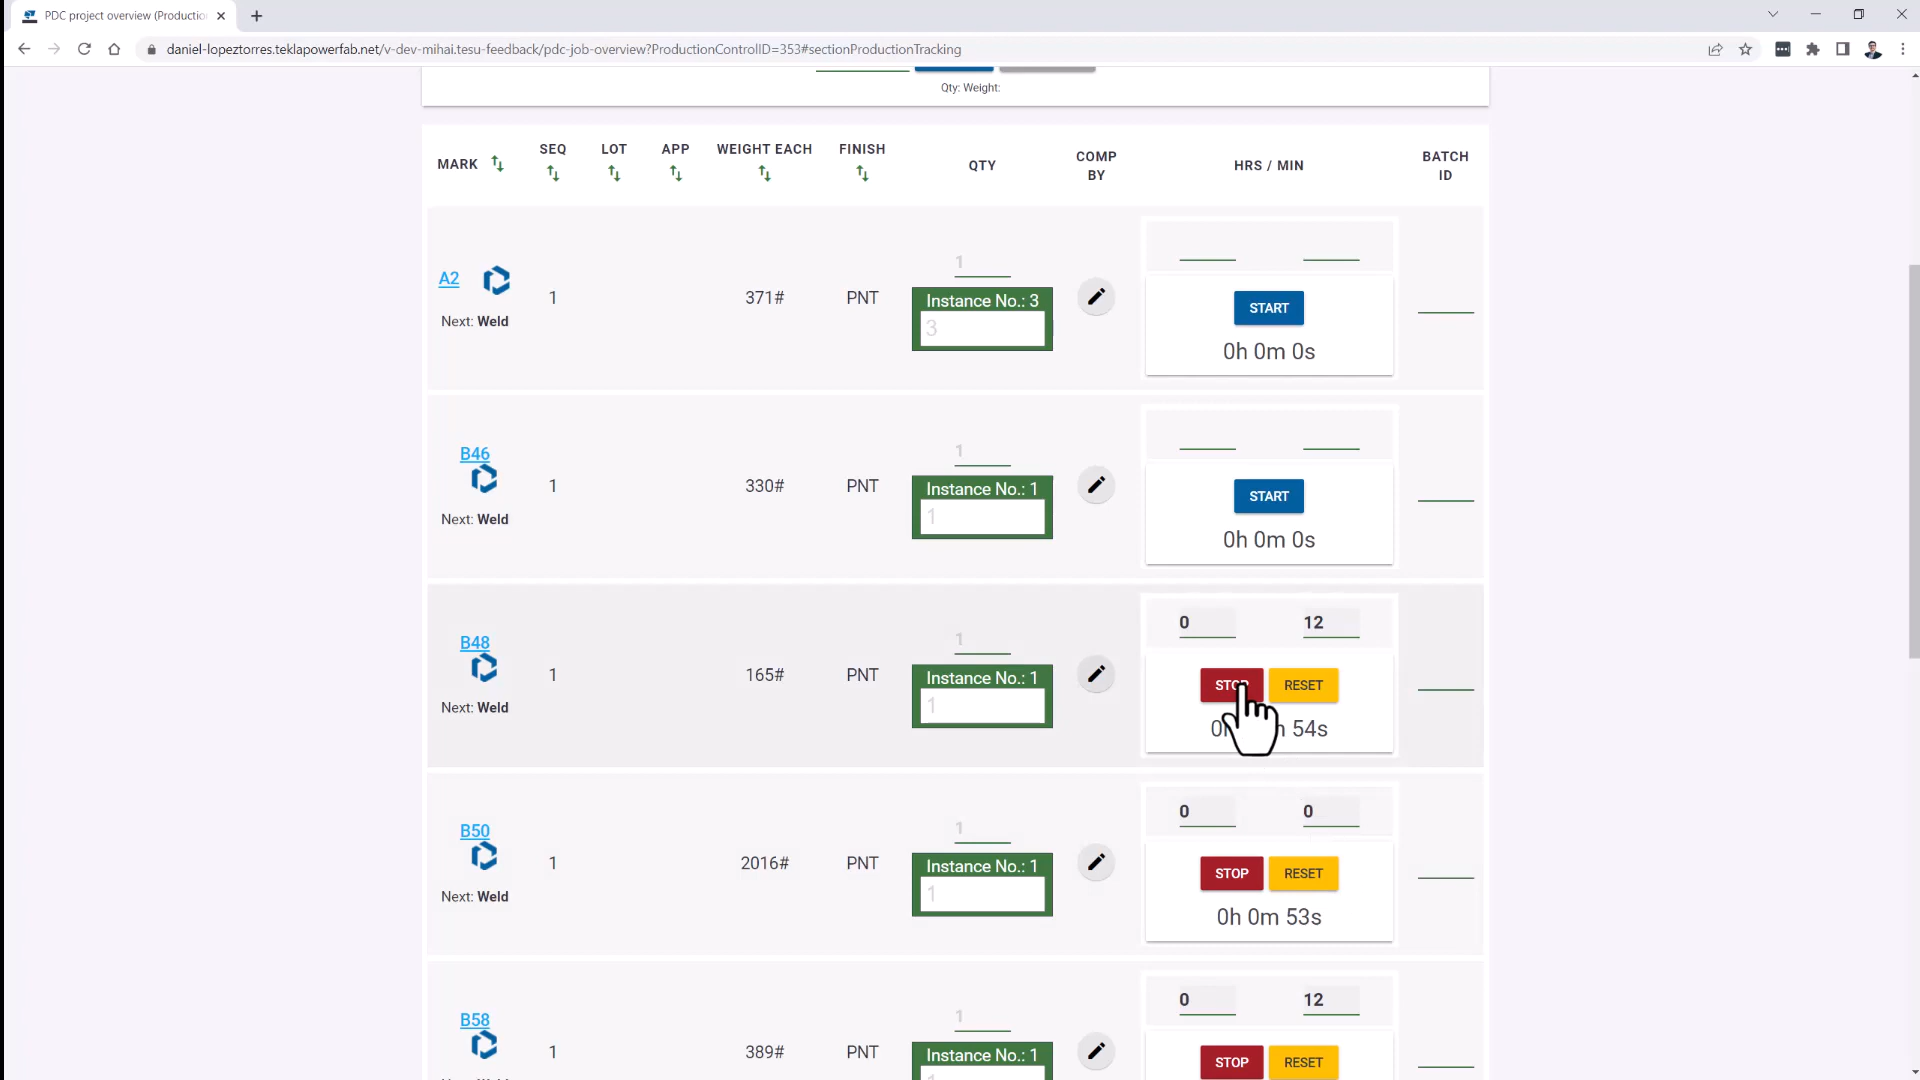 PDC project overview (Productio
daniel-lopeztorres.teklapowerfab.net/v-dev-mihai.tesu-feedback/pdc-job-overview?ProductionControlID=353#sectionProductionTracking
Qty: Weight:
MARK SEQ LOT APP WEIGHT EACH FINISH QTY COMP BY HRS / MIN BATCH ID
1
A2
Instance No.: 3
1 371# PNT START
3
Next: Weld
0h 0m 0s
1
B46
Instance No.: 1
1 330# PNT START
1
Next: Weld
0h 0m 0s
0 12
1
B48
Instance No.: 1
1 165# PNT RESET
1
Next: Weld
54s
0 0
1
B50
Instance No.: 1
1 2016# PNT STOP RESET
1
Next: Weld
0h 0m 53s
0 12
1
B58
1 389# PNT Instance No.: 1 STOP RESET